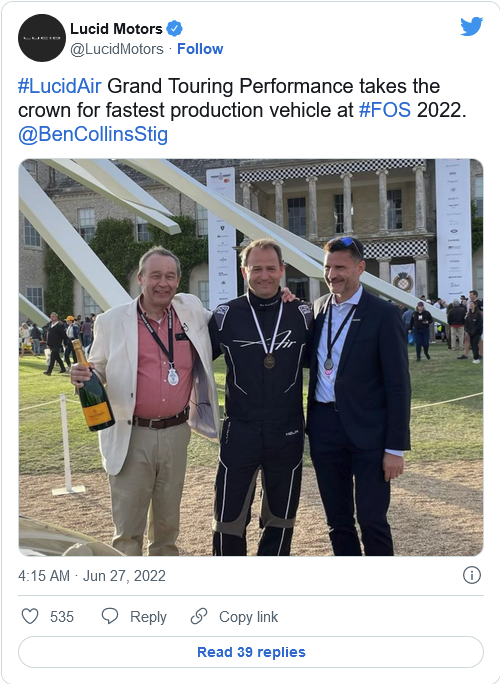 LUCID
Lucid Motors
@LucidMotors · Follow
#LucidAir Grand Touring Performance takes the
crown for fastest production vehicle at #FOS 2022.
@BenCollinsStig
Air
4:15 AM · Jun 27, 2022
535
Reply
Copy link
Read 39 replies